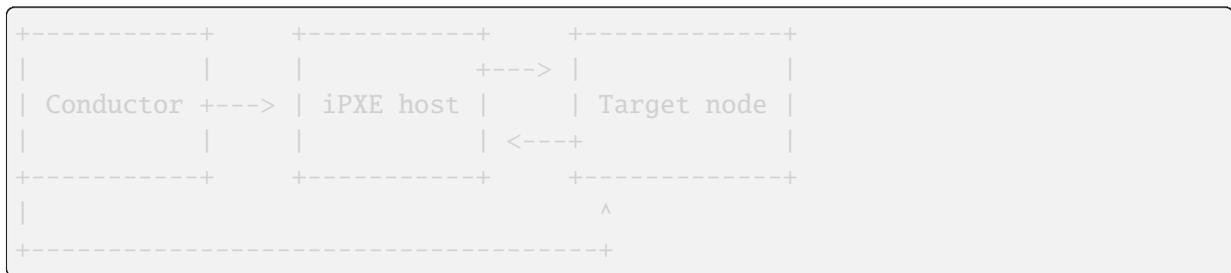 +-----------+      +-----------+      +-------------+
|           |      |           +---> |             |
| Conductor +---> | iPXE host |      | Target node |
|           |      |           | <---+             |
+-----------+      +-----------+      +-------------+
|                                      ^
+--------------------------------------+